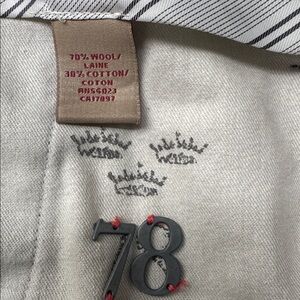 70% WOOL/
LAINE
30% COTTON/
COTON
RN56023
CA17897
78